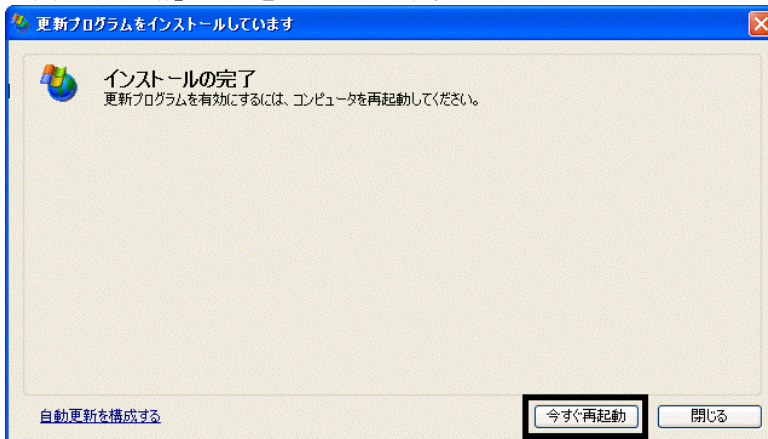 更新プログラムをインストールしています
インストールの完了
更新プログラムを有効にするには、コンピュータを再起動してください。
自動更新を構成する
今すぐ再起動
閉じる